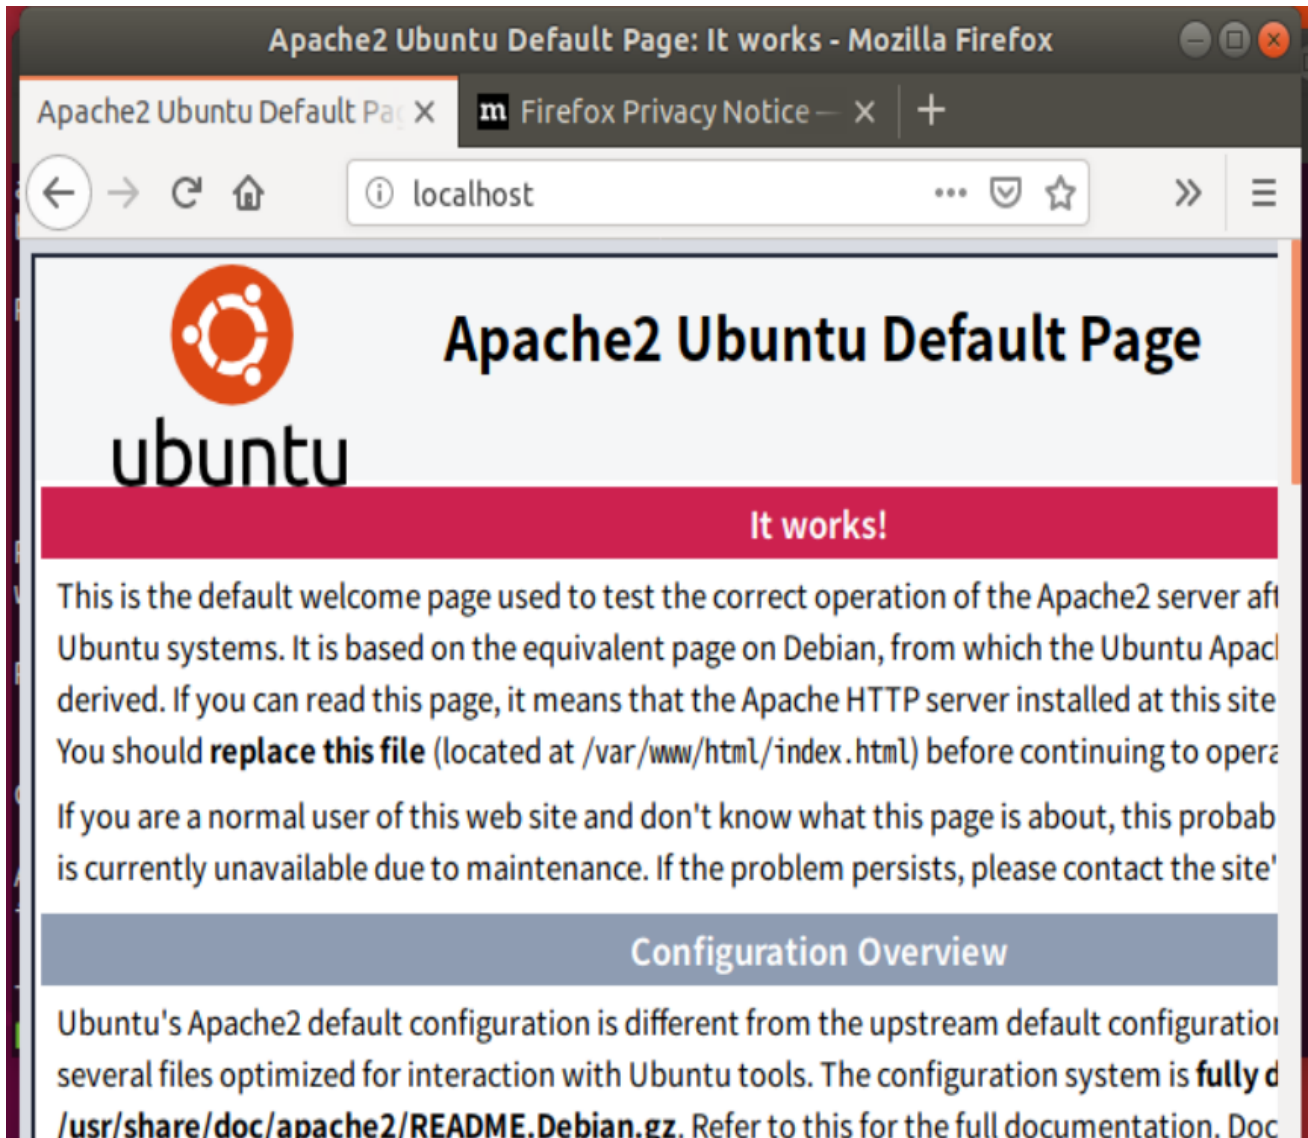 Apache2 Ubuntu Default Page: It works - Mozilla Firefox
Apache2 Ubuntu Default Pag
m Firefox Privacy Notice —
localhost
ubuntu
Apache2 Ubuntu Default Page
It works!
This is the default welcome page used to test the correct operation of the Apache2 server aft
Ubuntu systems. It is based on the equivalent page on Debian, from which the Ubuntu Apac
derived. If you can read this page, it means that the Apache HTTP server installed at this site
You should replace this file (located at /var/www/html/index.html) before continuing to opera
If you are a normal user of this web site and don't know what this page is about, this probab
is currently unavailable due to maintenance. If the problem persists, please contact the site'
Configuration Overview
Ubuntu's Apache2 default configuration is different from the upstream default configuration
several files optimized for interaction with Ubuntu tools. The configuration system is fully d
/usr/share/doc/apache2/README.Debian.gz. Refer to this for the full documentation. Doc